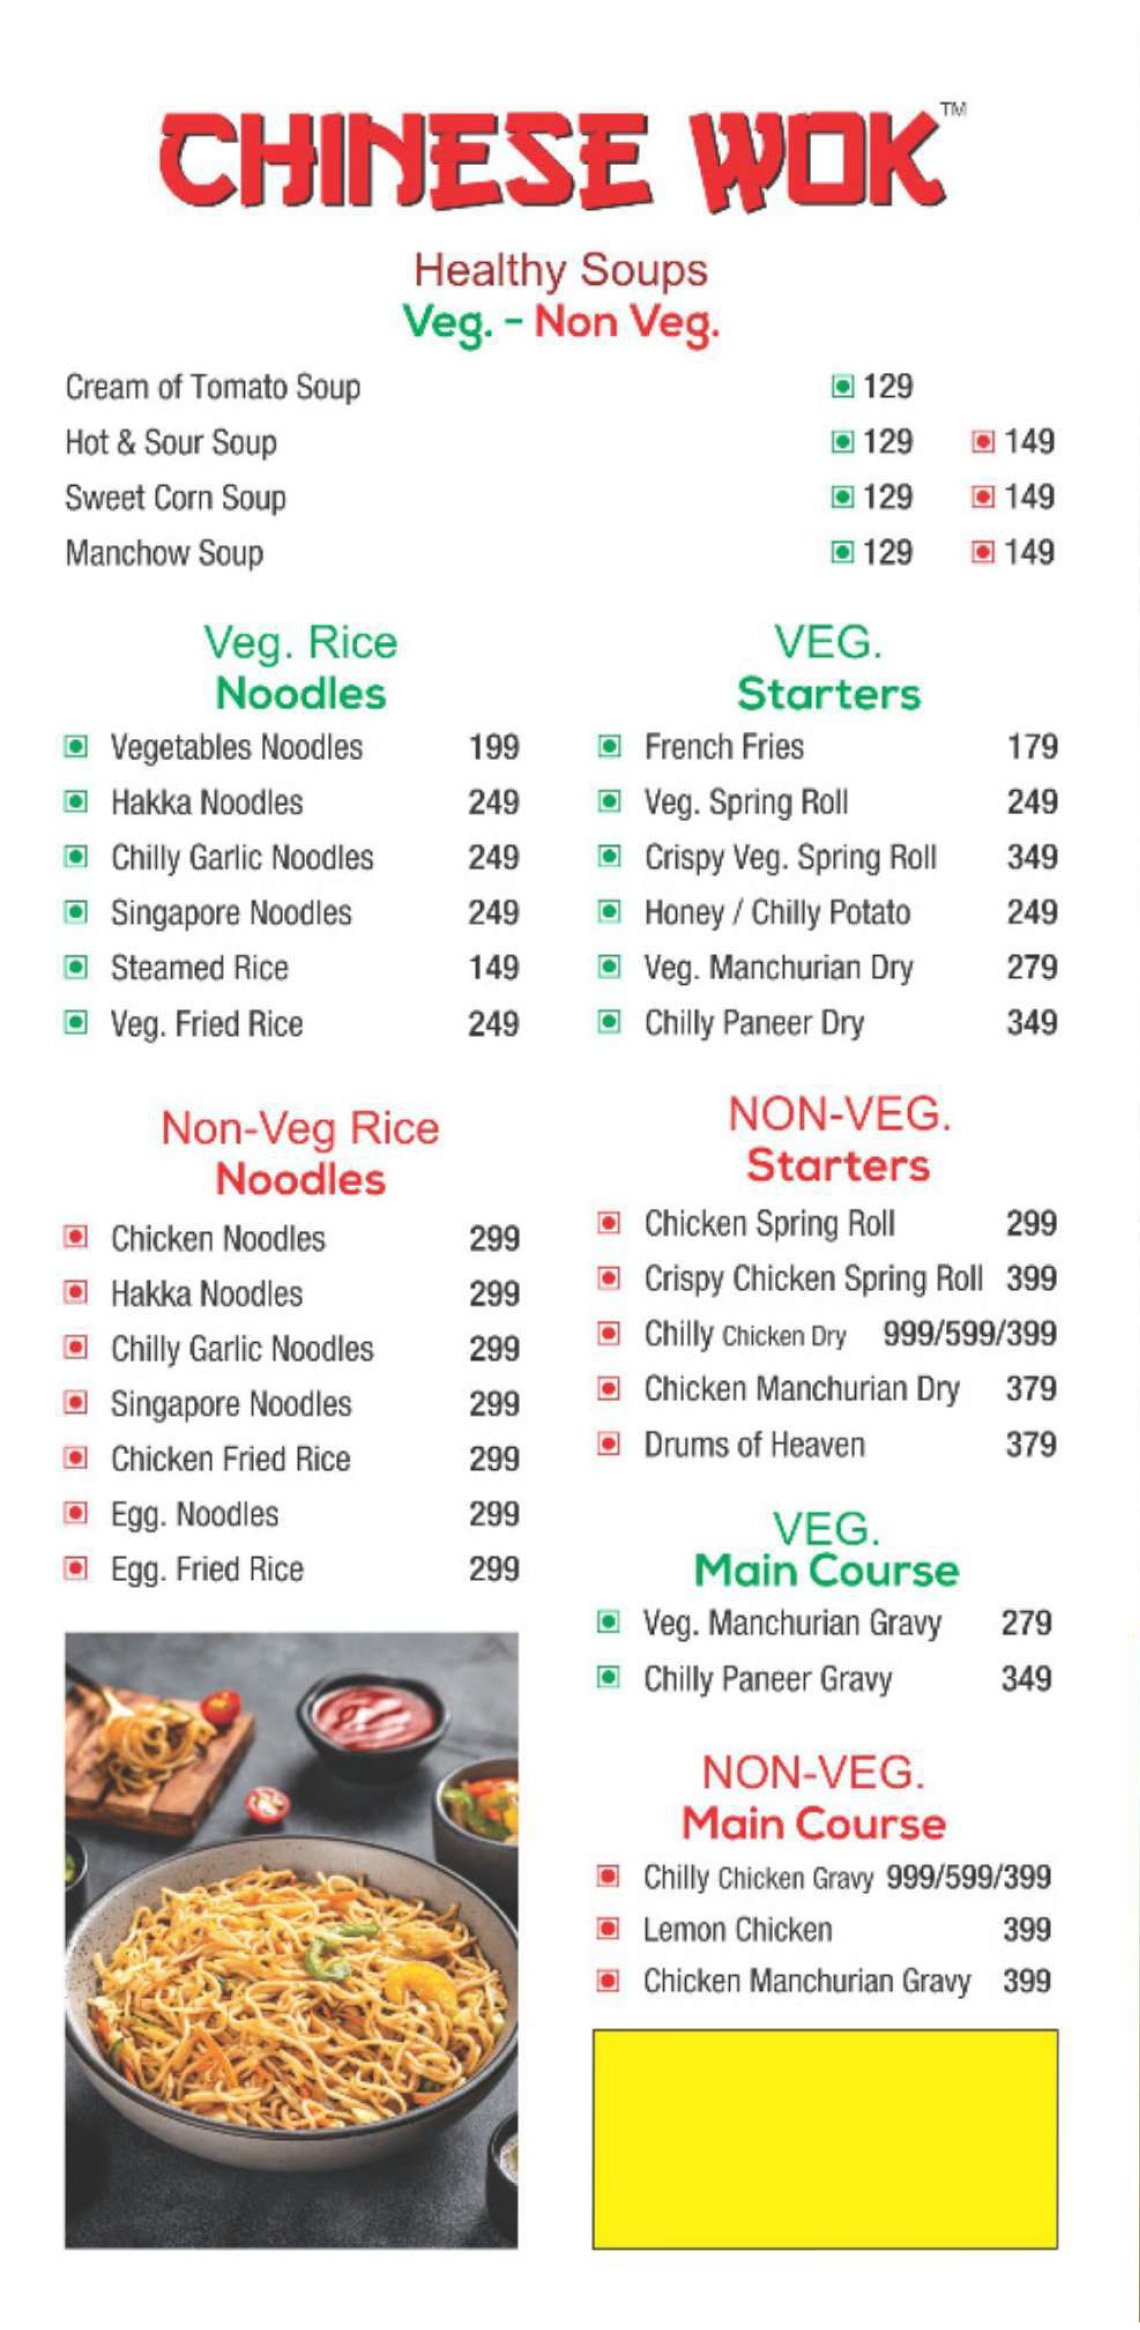 CHINESE WOK™
Healthy Soups
Veg. - Non Veg.
Cream of Tomato Soup 129
Hot & Sour Soup 129 149
Sweet Corn Soup 129 149
Manchow Soup 129 149
Veg. Rice
Noodles
Vegetables Noodles 199
Hakka Noodles 249
Chilly Garlic Noodles 249
Singapore Noodles 249
Steamed Rice 149
Veg. Fried Rice 249
Non-Veg Rice
Noodles
Chicken Noodles 299
Hakka Noodles 299
Chilly Garlic Noodles 299
Singapore Noodles 299
Chicken Fried Rice 299
Egg. Noodles 299
Egg. Fried Rice 299
VEG.
Starters
French Fries 179
Veg. Spring Roll 249
Crispy Veg. Spring Roll 349
Honey / Chilly Potato 249
Veg. Manchurian Dry 279
Chilly Paneer Dry 349
NON-VEG.
Starters
Chicken Spring Roll 299
Crispy Chicken Spring Roll 399
Chilly Chicken Dry 999/599/399
Chicken Manchurian Dry 379
Drums of Heaven 379
VEG.
Main Course
Veg. Manchurian Gravy 279
Chilly Paneer Gravy 349
NON-VEG.
Main Course
Chilly Chicken Gravy 999/599/399
Lemon Chicken 399
Chicken Manchurian Gravy 399